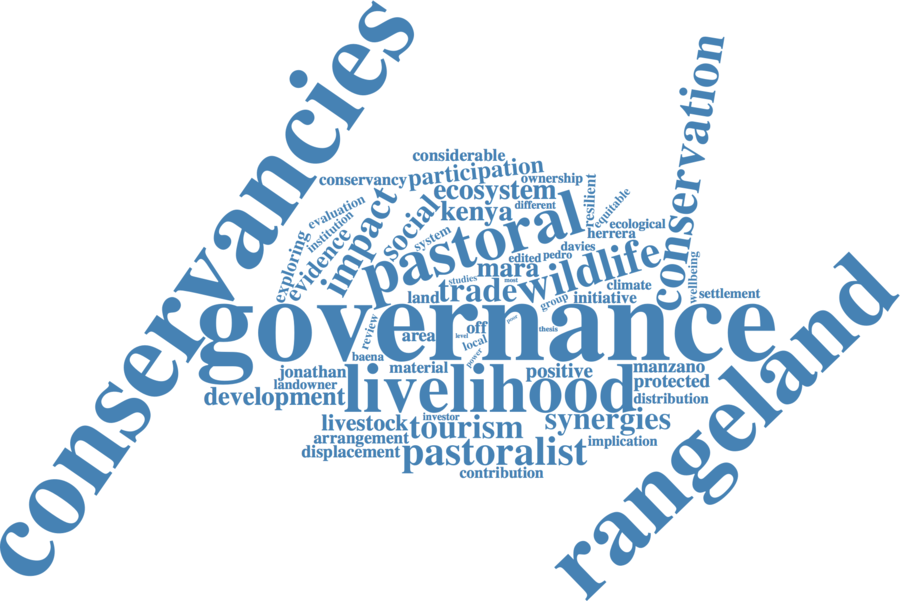 conservancies
conservation
considerable
participation
conservancy
ownership
ecosystem
resilient
equitable
different
kenya
evaluation
institution
social
impact
evidence
exploring
system
pastoral
ecological
herrera
davies
pedro
edited
mara
wildlife
studies
most
climate
wellbeing
land
trade
group
initiative
settlement
governance
review
area
off
level
local
power
poor
thesis
baena
material
positive
manzano
jonathan
landowner
livelihood
protected
development
distribution
investor
livestock
tourism
synergies
arrangement
implication
displacement
pastoralist
contribution
rangeland